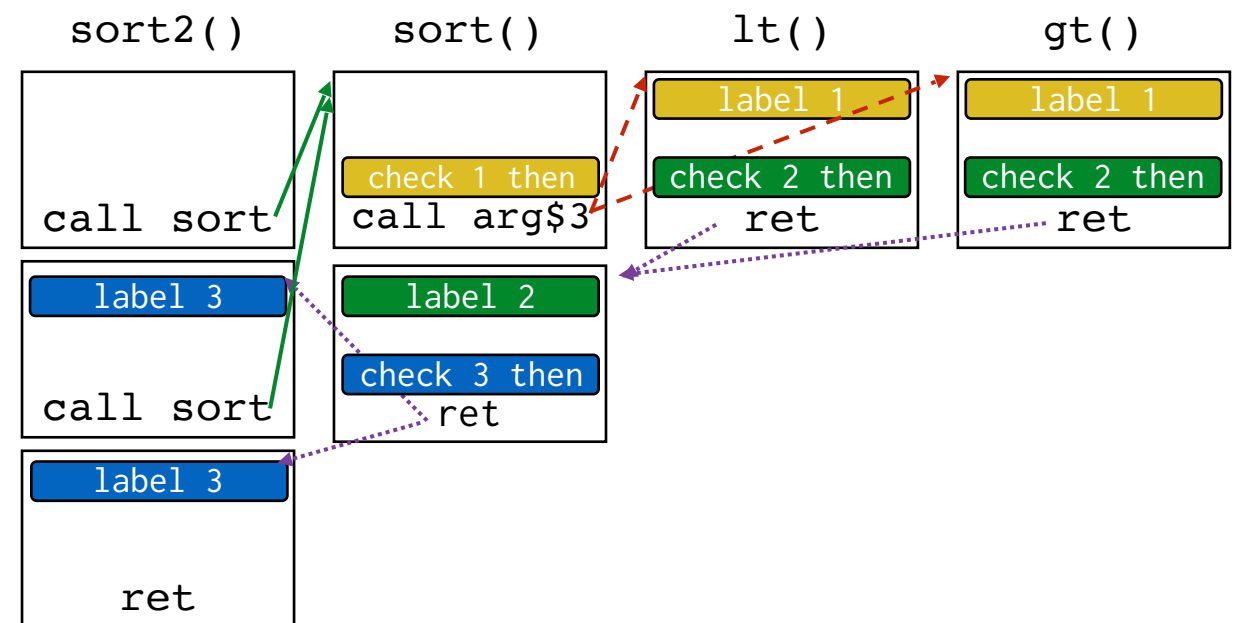 sort2()
sort()
lt()
gt()
call sort
check 1 then
call arg$3
label 1
check 2 then
ret
label 1
check 2 then
ret
label 3
call sort
label 2
check 3 then
ret
label 3
ret